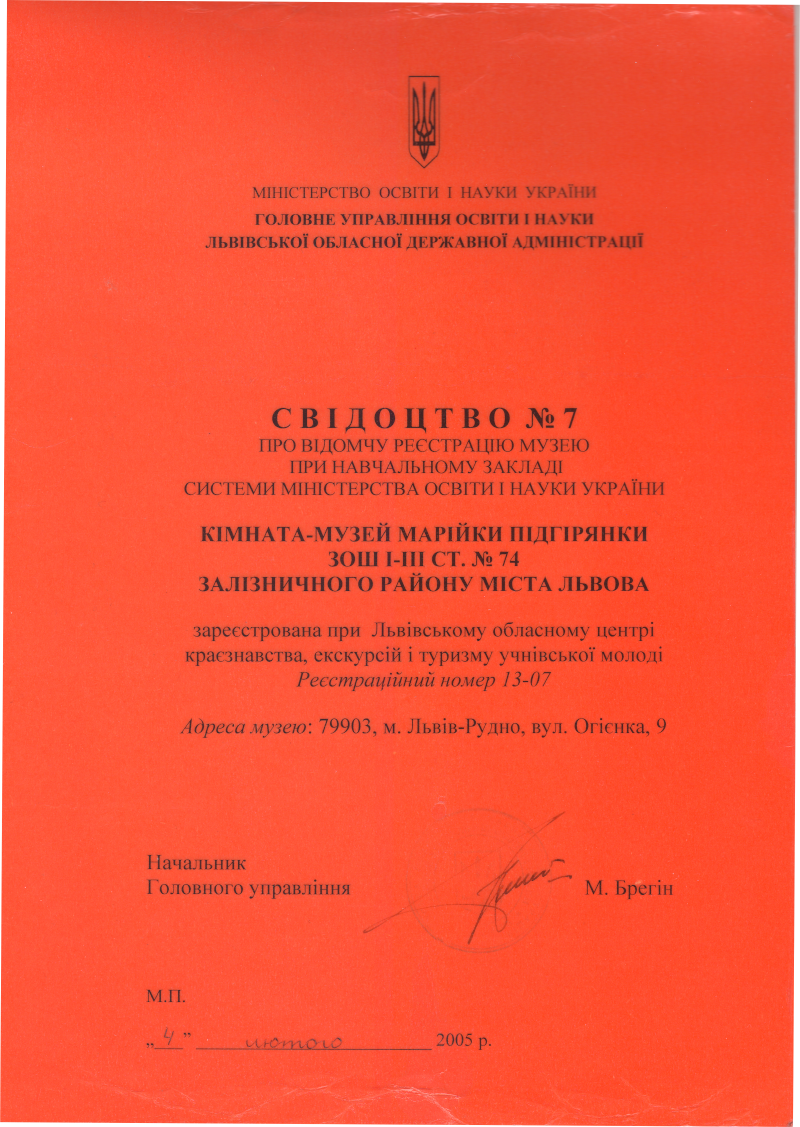 МІНІСТЕРСТВО ОСВІТИ І НАУКИ УКРАЇНИ
ГОЛОВНЕ УПРАВЛІННЯ ОСВІТИ І НАУКИ
ЛЬВІВСЬКОЇ ОБЛАСНОЇ ДЕРЖАВНОЇ АДМІНІСТРАЦІЇ
С В І Д О Ц Т В О № 7
ПРО ВІДОМЧУ РЕЄСТРАЦІЮ МУЗЕЮ
ПРИ НАВЧАЛЬНОМУ ЗАКЛАДІ
СИСТЕМИ МІНІСТЕРСТВА ОСВІТИ І НАУКИ УКРАЇНИ
КІМНАТА-МУЗЕЙ МАРІЙКИ ПІДГІРЯНКИ
ЗОШ І-ІІІ СТ. № 74
ЗАЛІЗНИЧНОГО РАЙОНУ МІСТА ЛЬВОВА
зареєстрована при Львівському обласному центрі
краєзнавства, екскурсій і туризму учнівської молоді
Реєстраційний номер 13-07
Адреса музею: 79903, м. Львів-Рудно, вул. Огієнка, 9
Начальник
Головного управління М. Брегін
М.П.
„4” лютого 2005 р.